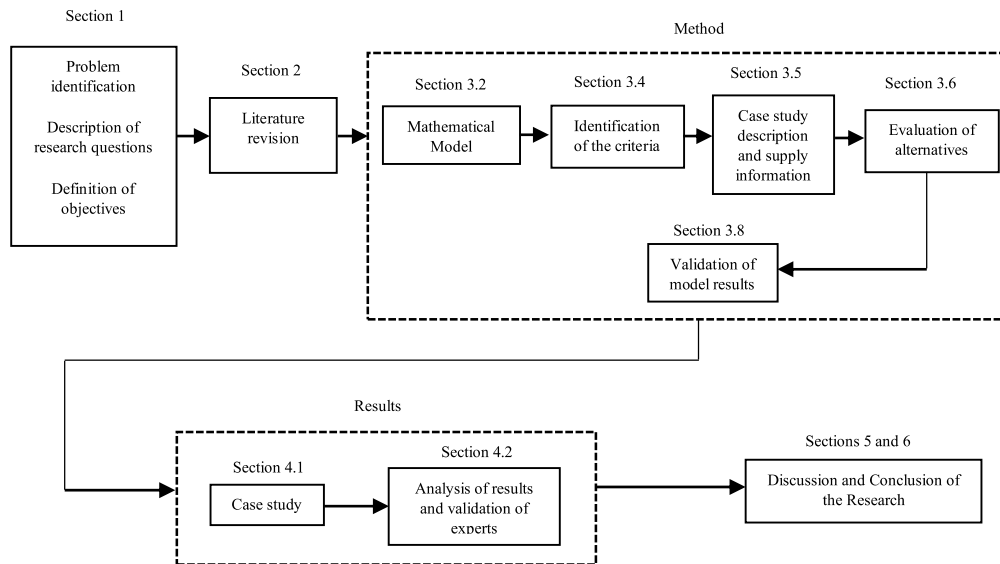 Section 1
Problem
identification
Description of
research questions
Definition of
objectives
Section 2
Literature
revision
Method
Section 3.2
Mathematical
Model
Section 3.4
Identification
of the criteria
Section 3.5
Case study
description
and supply
information
Section 3.6
Evaluation of
alternatives
Section 3.8
Validation of
model results
Results
Section 4.1
Case study
Section 4.2
Analysis of results
and validation of
experts
Sections 5 and 6
Discussion and Conclusion of
the Research